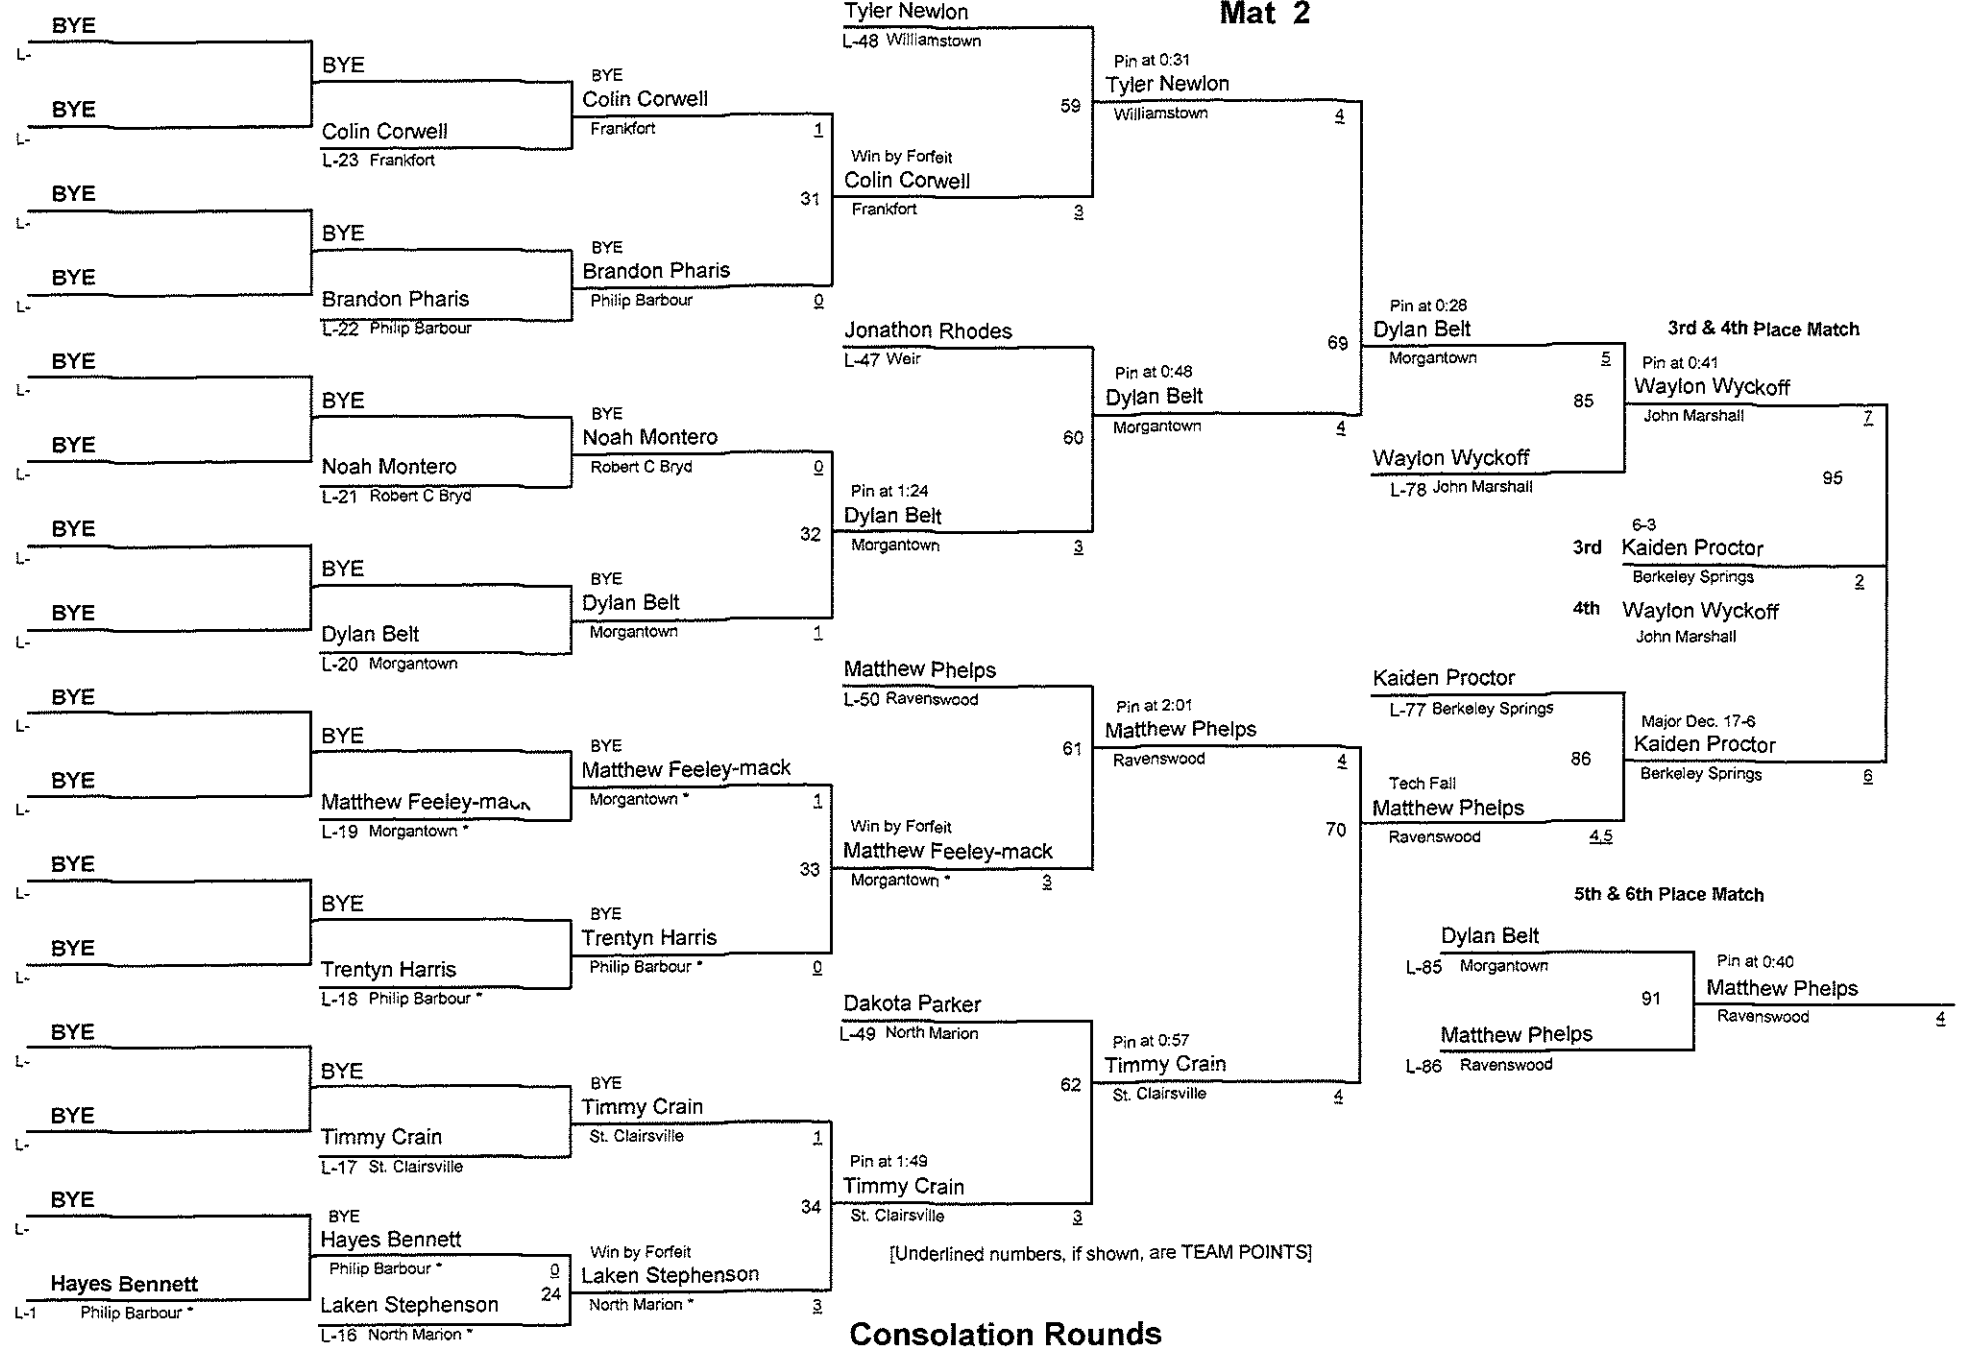 Mat 2
BYE
L-
BYE
L-
BYE
L-
BYE
L-
BYE
L-
BYE
L-
BYE
L-
BYE
L-
BYE
L-
BYE
L-
BYE
L-
BYE
L-
BYE
L-
BYE
L-
BYE
L-
Hayes Bennett
L-1 Philip Barbour *
BYE
Colin Corwell
L-23 Frankfort
BYE
Brandon Pharis
L-22 Philip Barbour
BYE
Noah Montero
L-21 Robert C Bryd
BYE
Dylan Belt
L-20 Morgantown
BYE
Matthew Feeley-mack
L-19 Morgantown *
BYE
Trentyn Harris
L-18 Philip Barbour *
BYE
Timmy Crain
L-17 St. Clairsville
BYE
Hayes Bennett
Philip Barbour * 0
24
Laken Stephenson
L-16 North Marion *
BYE
Colin Corwell
Frankfort 1
31
BYE
Brandon Pharis
Philip Barbour 0
BYE
Noah Montero
Robert C Bryd 0
32
BYE
Dylan Belt
Morgantown 1
BYE
Matthew Feeley-mack
Morgantown * 1
33
BYE
Trentyn Harris
Philip Barbour * 0
BYE
Timmy Crain
St. Clairsville 1
34
Win by Forfeit
Laken Stephenson
North Marion * 3
Tyler Newlon
L-48 Williamstown
59
Win by Forfeit
Colin Corwell
Frankfort 3
Jonathon Rhodes
L-47 Weir
60
Pin at 1:24
Dylan Belt
Morgantown 3
Matthew Phelps
L-50 Ravenswood
61
Win by Forfeit
Matthew Feeley-mack
Morgantown * 3
Dakota Parker
L-49 North Marion
62
Pin at 1:49
Timmy Crain
St. Clairsville 3
Pin at 0:31
Tyler Newlon
Williamstown 4
69
Pin at 0:48
Dylan Belt
Morgantown 4
Pin at 2:01
Matthew Phelps
Ravenswood 4
70
Pin at 0:57
Timmy Crain
St. Clairsville 4
Pin at 0:28
Dylan Belt
Morgantown 5
85
Waylon Wyckoff
L-78 John Marshall
Kaiden Proctor
L-77 Berkeley Springs
86
Tech Fall
Matthew Phelps
Ravenswood 4.5
3rd & 4th Place Match
Pin at 0:41
Waylon Wyckoff
John Marshall 7
95
6-3
3rd Kaiden Proctor
Berkeley Springs 2
4th Waylon Wyckoff
John Marshall
Major Dec. 17-6
Kaiden Proctor
Berkeley Springs 6
5th & 6th Place Match
Dylan Belt
L-85 Morgantown
91
Matthew Phelps
L-86 Ravenswood
Pin at 0:40
Matthew Phelps
Ravenswood 4
[Underlined numbers, if shown, are TEAM POINTS]
Consolation Rounds